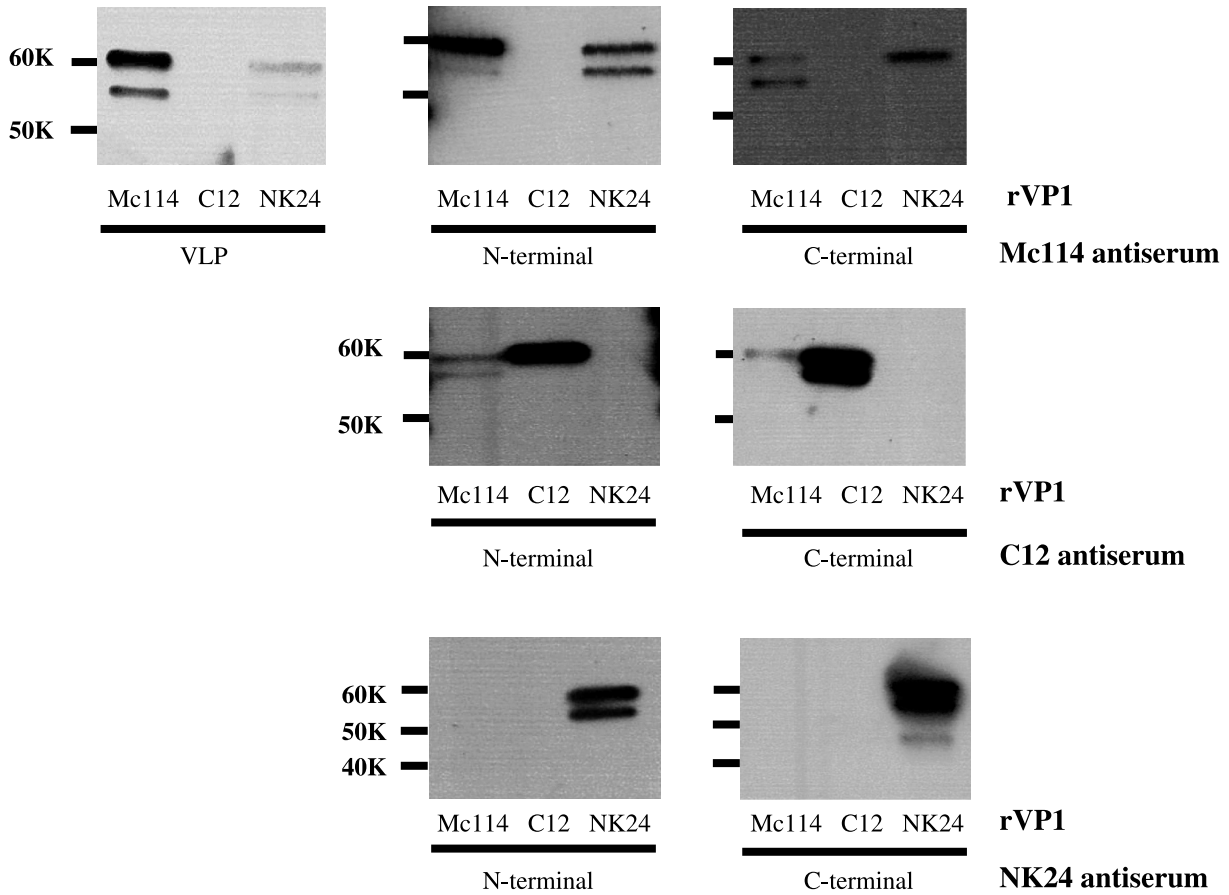 60K
50K
Mc114 C12 NK24
VLP
Mc114 C12 NK24
N-terminal
Mc114 C12 NK24
C-terminal
rVP1
Mc114 antiserum
60K
50K
Mc114 C12 NK24
N-terminal
Mc114 C12 NK24
C-terminal
rVP1
C12 antiserum
60K
50K
40K
Mc114 C12 NK24
N-terminal
Mc114 C12 NK24
C-terminal
rVP1
NK24 antiserum